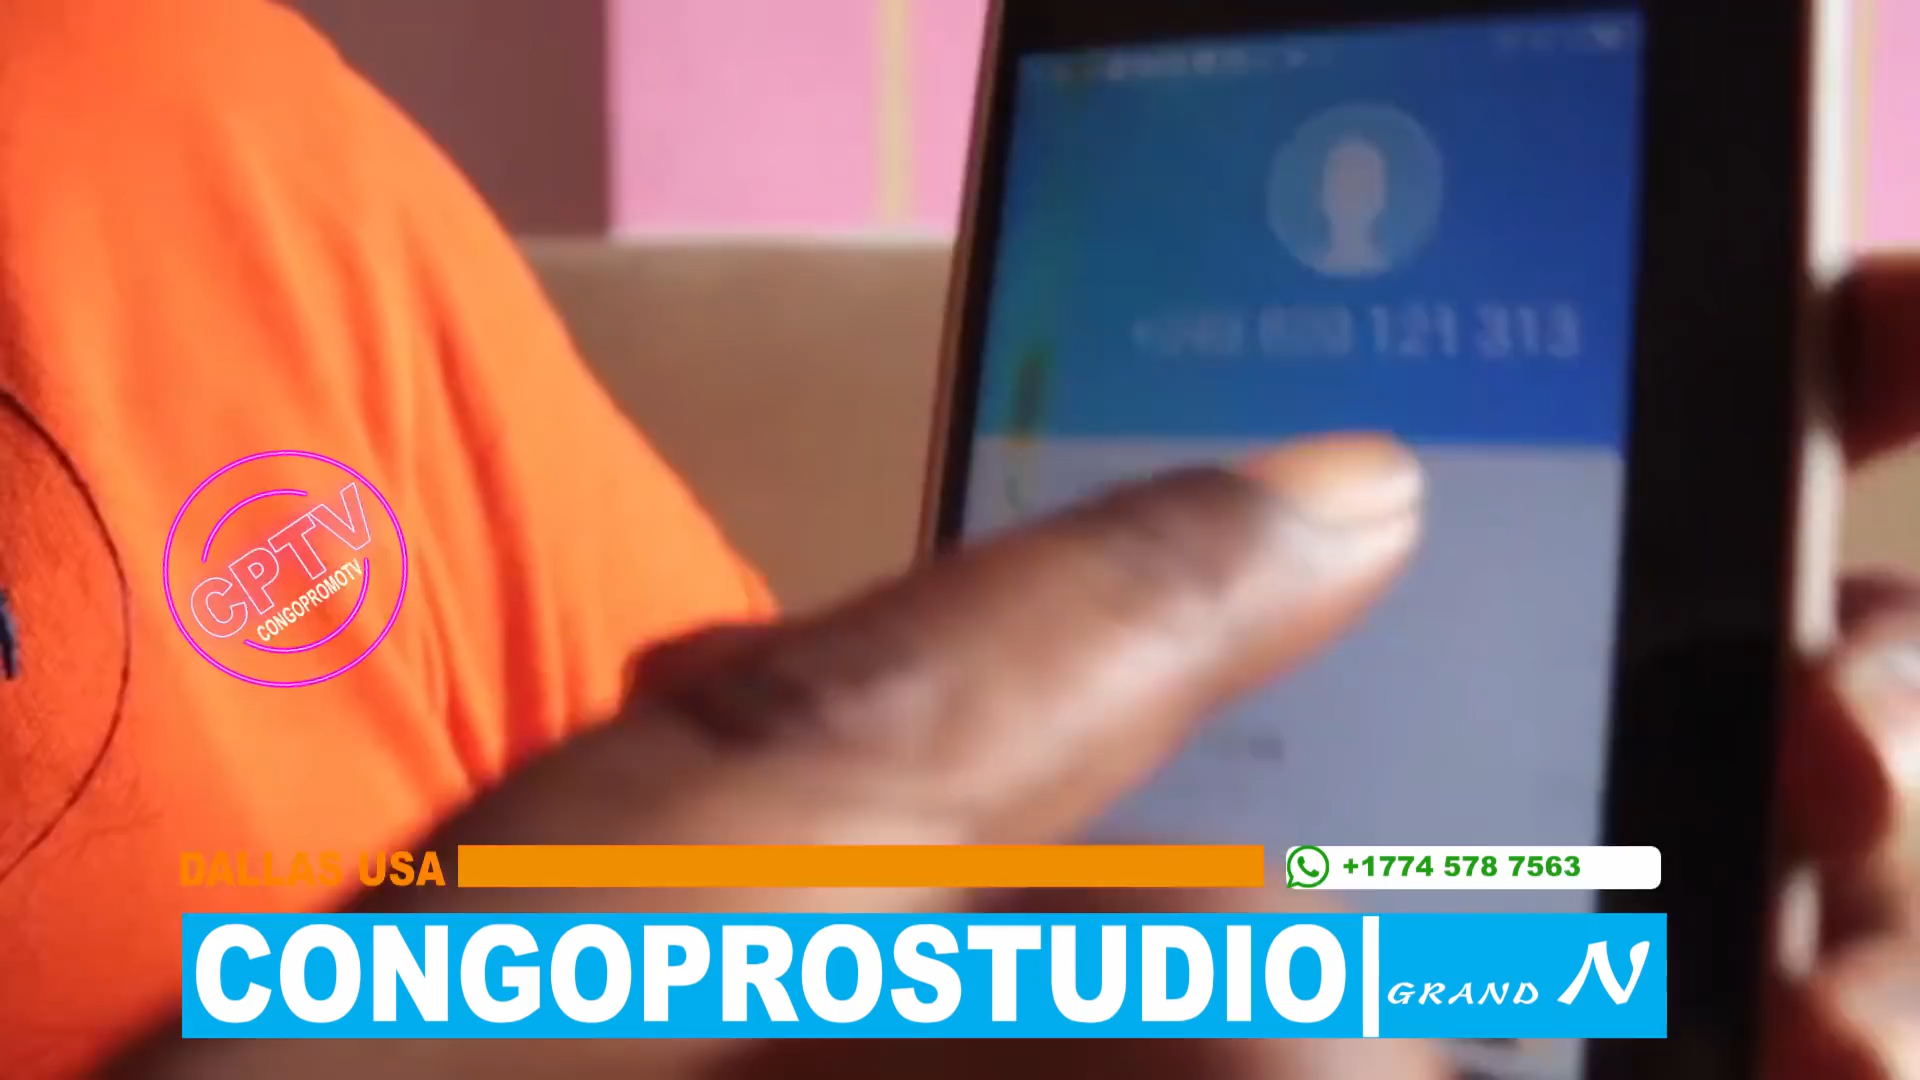 121 313
CPTV
CONGOPROMOTV
DALLAS USA
+1774 578 7563
CONGOPROSTUDIO
GRAND N